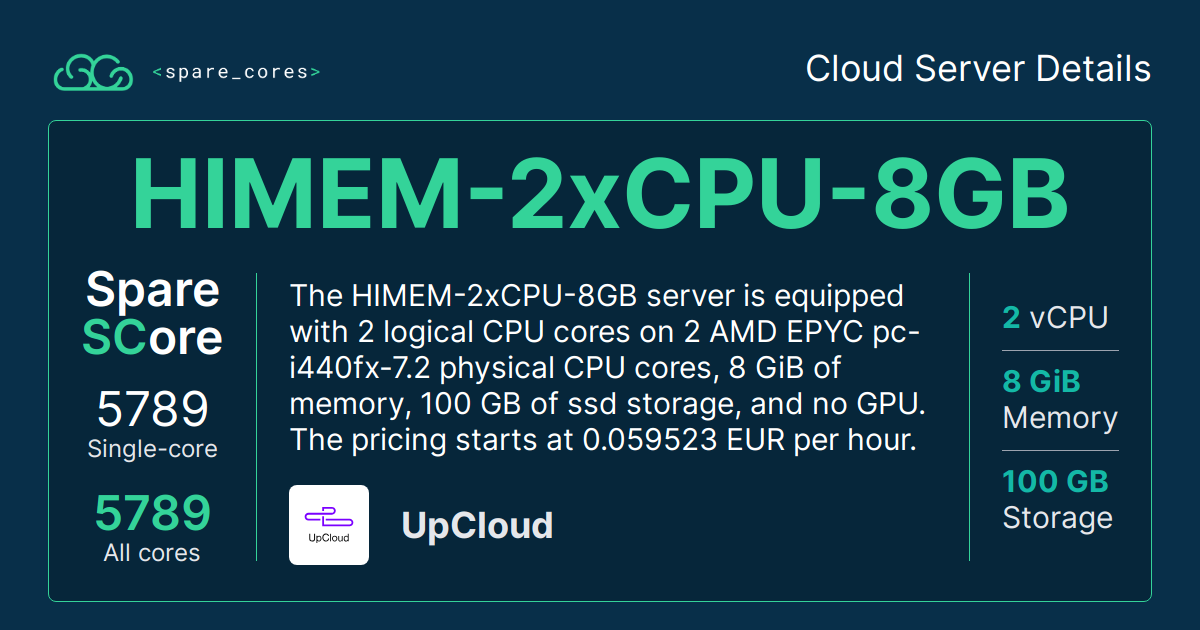 <spare_cores>
Cloud Server Details
HIMEM-2xCPU-8GB
Spare
SCore
5789
Single-core
5789
All cores
The HIMEM-2xCPU-8GB server is equipped
with 2 logical CPU cores on 2 AMD EPYC pc-
i440fx-7.2 physical CPU cores, 8 GiB of
memory, 100 GB of ssd storage, and no GPU.
The pricing starts at 0.059523 EUR per hour.
UpCloud
UpCloud
2 vCPU
8 GiB
Memory
100 GB
Storage